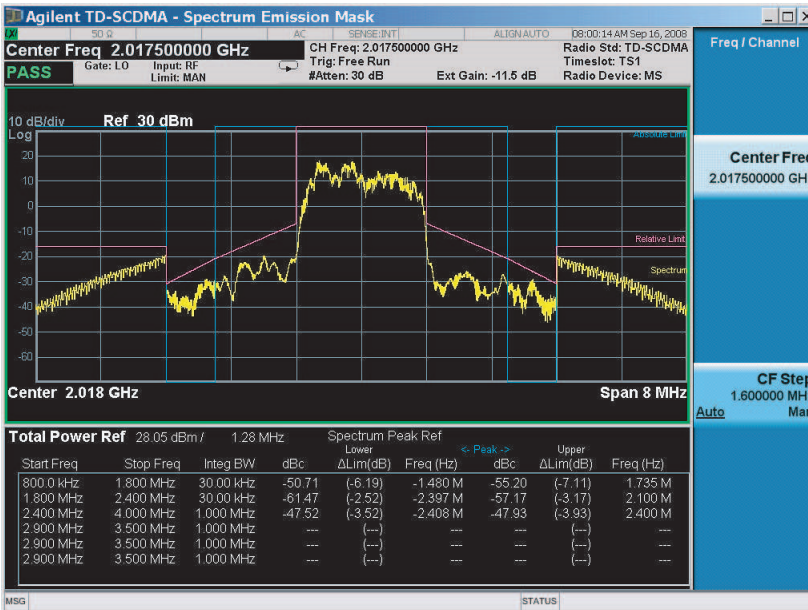 Agilent TD-SCDMA - Spectrum Emission Mask
50 Ω AC SENSE:INT ALIGN AUTO 08:00:14 AM Sep 16, 2008
Center Freq 2.017500000 GHz
CH Freq: 2.017500000 GHz
Radio Std: TD-SCDMA
Trig: Free Run
Timeslot: TS1
#Atten: 30 dB
Ext Gain: -11.5 dB
Radio Device: MS
PASS
Gate: LO
Input: RF
Limit: MAN
Freq / Channel
10 dB/div Ref 30 dBm
Log
Absolute Limit
20
10
0
-10
-20
-30
-40
-50
-60
Relative Limit
Spectrum
Center 2.018 GHz Span 8 MHz
Center Freq
2.017500000 GH
CF Step
1.600000 MH
Auto Ma
Total Power Ref 28.05 dBm / 1.28 MHz Spectrum Peak Ref
Lower <- Peak -> Upper
Start Freq Stop Freq Integ BW dBc ΔLim(dB) Freq (Hz) dBc ΔLim(dB) Freq (Hz)
800.0 kHz 1.800 MHz 30.00 kHz -50.71 (-6.19) -1.480 M -55.20 (-7.11) 1.735 M
1.800 MHz 2.400 MHz 30.00 kHz -61.47 (-2.52) -2.397 M -57.17 (-3.17) 2.100 M
2.400 MHz 4.000 MHz 1.000 MHz -47.52 (-3.52) -2.408 M -47.93 (-3.93) 2.400 M
2.900 MHz 3.500 MHz 1.000 MHz --- (---) --- --- (---) ---
2.900 MHz 3.500 MHz 1.000 MHz --- (---) --- --- (---) ---
2.900 MHz 3.500 MHz 1.000 MHz --- (---) --- --- (---) ---
MSG STATUS